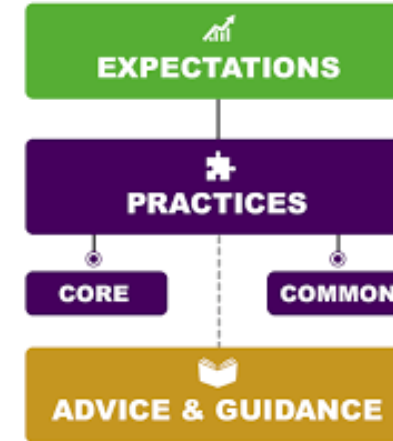 EXPECTATIONS
PRACTICES
CORE
COMMON
ADVICE & GUIDANCE